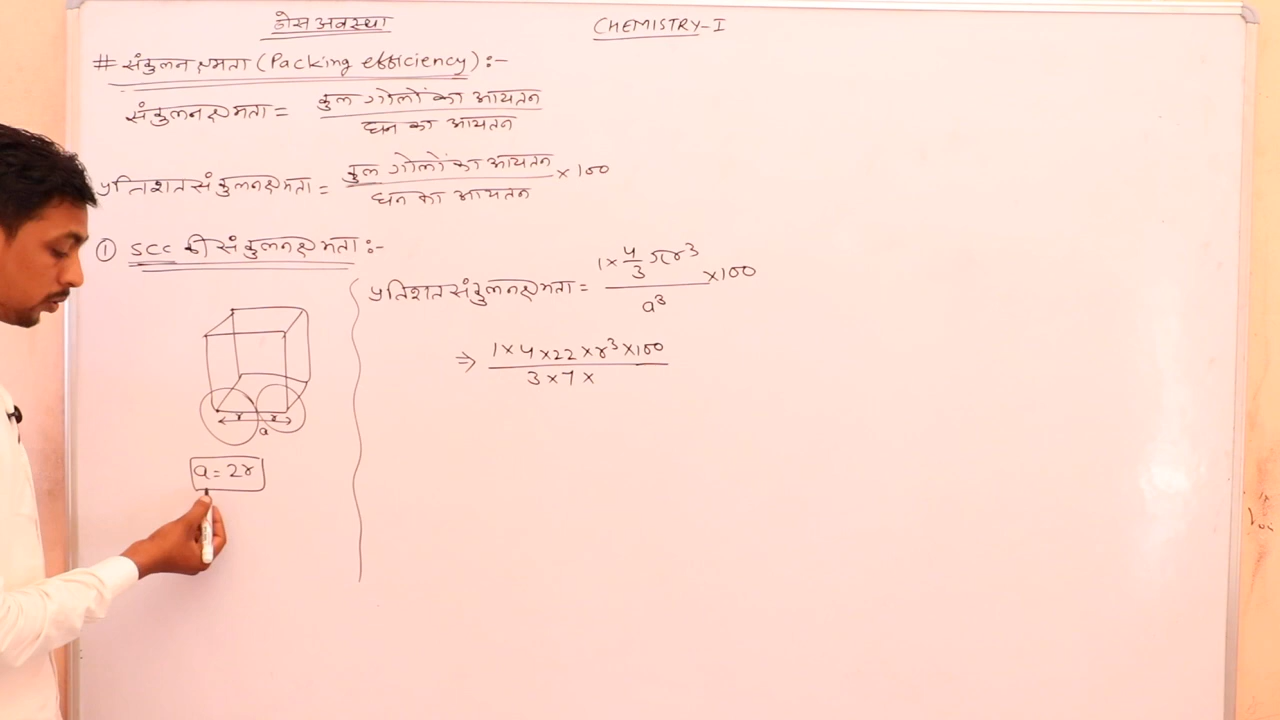 ठोस अवस्था
CHEMISTRY-I
# संकुलन क्षमता (Packing efficiency) :-
संकुलन क्षमता = कुल गोलों का आयतन / घन का आयतन
प्रतिशत संकुलन क्षमता = कुल गोलों का आयतन / घन का आयतन × 100
① SCC की संकुलन क्षमता :-
प्रतिशत संकुलन क्षमता = 1 × 4/3 πr³ / a³ × 100
⇒ 1 × 4 × 22 × r³ × 100 / 3 × 7 ×
r r
a
a = 2r